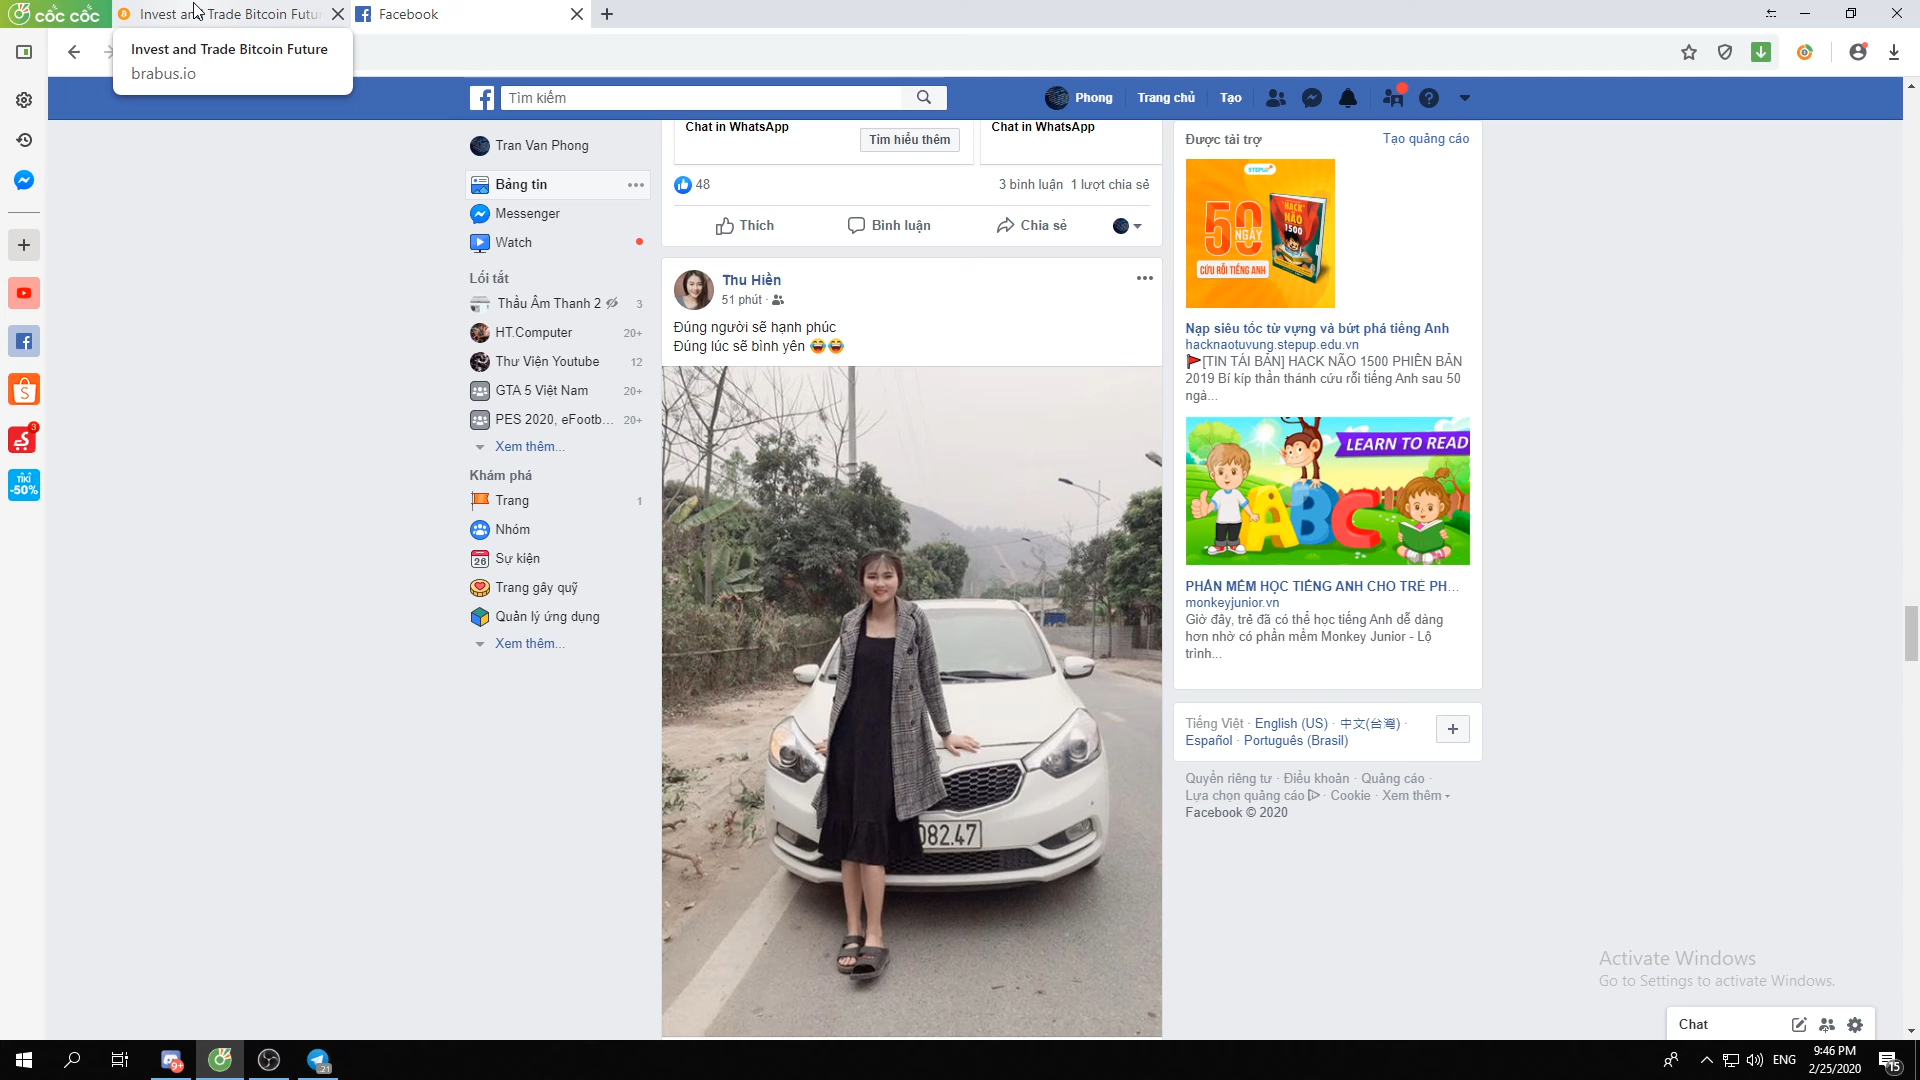 cốc cốc
Invest and Trade Bitcoin Futur
Facebook
Invest and Trade Bitcoin Future
brabus.io
Tìm kiếm
Phong
Trang chủ
Tạo
Tran Van Phong
Bảng tin
Messenger
Watch
Lối tắt
Thầu Âm Thanh 2 3
HT.Computer 20+
Thư Viện Youtube 12
GTA 5 Việt Nam 20+
PES 2020, eFootb... 20+
Xem thêm...
Khám phá
Trang 1
Nhóm
26 Sự kiện
Trang gây quỹ
Quản lý ứng dụng
Xem thêm...
3
TIKI
-50%
Chat in WhatsApp
Tìm hiểu thêm
Chat in WhatsApp
48
3 bình luận 1 lượt chia sẻ
Thích
Bình luận
Chia sẻ
Thu Hiền
51 phút ·
Đúng người sẽ hạnh phúc
Đúng lúc sẽ bình yên 😂😂
082.47
Được tài trợ
Tạo quảng cáo
STEPUP
50
NGÀY
CỨU RỖI TIẾNG ANH
HACK
NÃO
1500
Nạp siêu tốc từ vựng và bứt phá tiếng Anh
hacknaotuvung.stepup.edu.vn
🚩[TIN TÁI BẢN] HACK NÃO 1500 PHIÊN BẢN
2019 Bí kíp thần thánh cứu rỗi tiếng Anh sau 50
ngà...
LEARN TO READ
ABC
PHẦN MỀM HỌC TIẾNG ANH CHO TRẺ PH...
monkeyjunior.vn
Giờ đây, trẻ đã có thể học tiếng Anh dễ dàng
hơn nhờ có phần mềm Monkey Junior - Lộ
trình...
Tiếng Việt · English (US) · 中文(台灣) ·
Español · Português (Brasil)
Quyền riêng tư · Điều khoản · Quảng cáo ·
Lựa chọn quảng cáo · Cookie · Xem thêm
Facebook © 2020
Activate Windows
Go to Settings to activate Windows.
Chat
9+
21
ENG
9:46 PM
2/25/2020
15